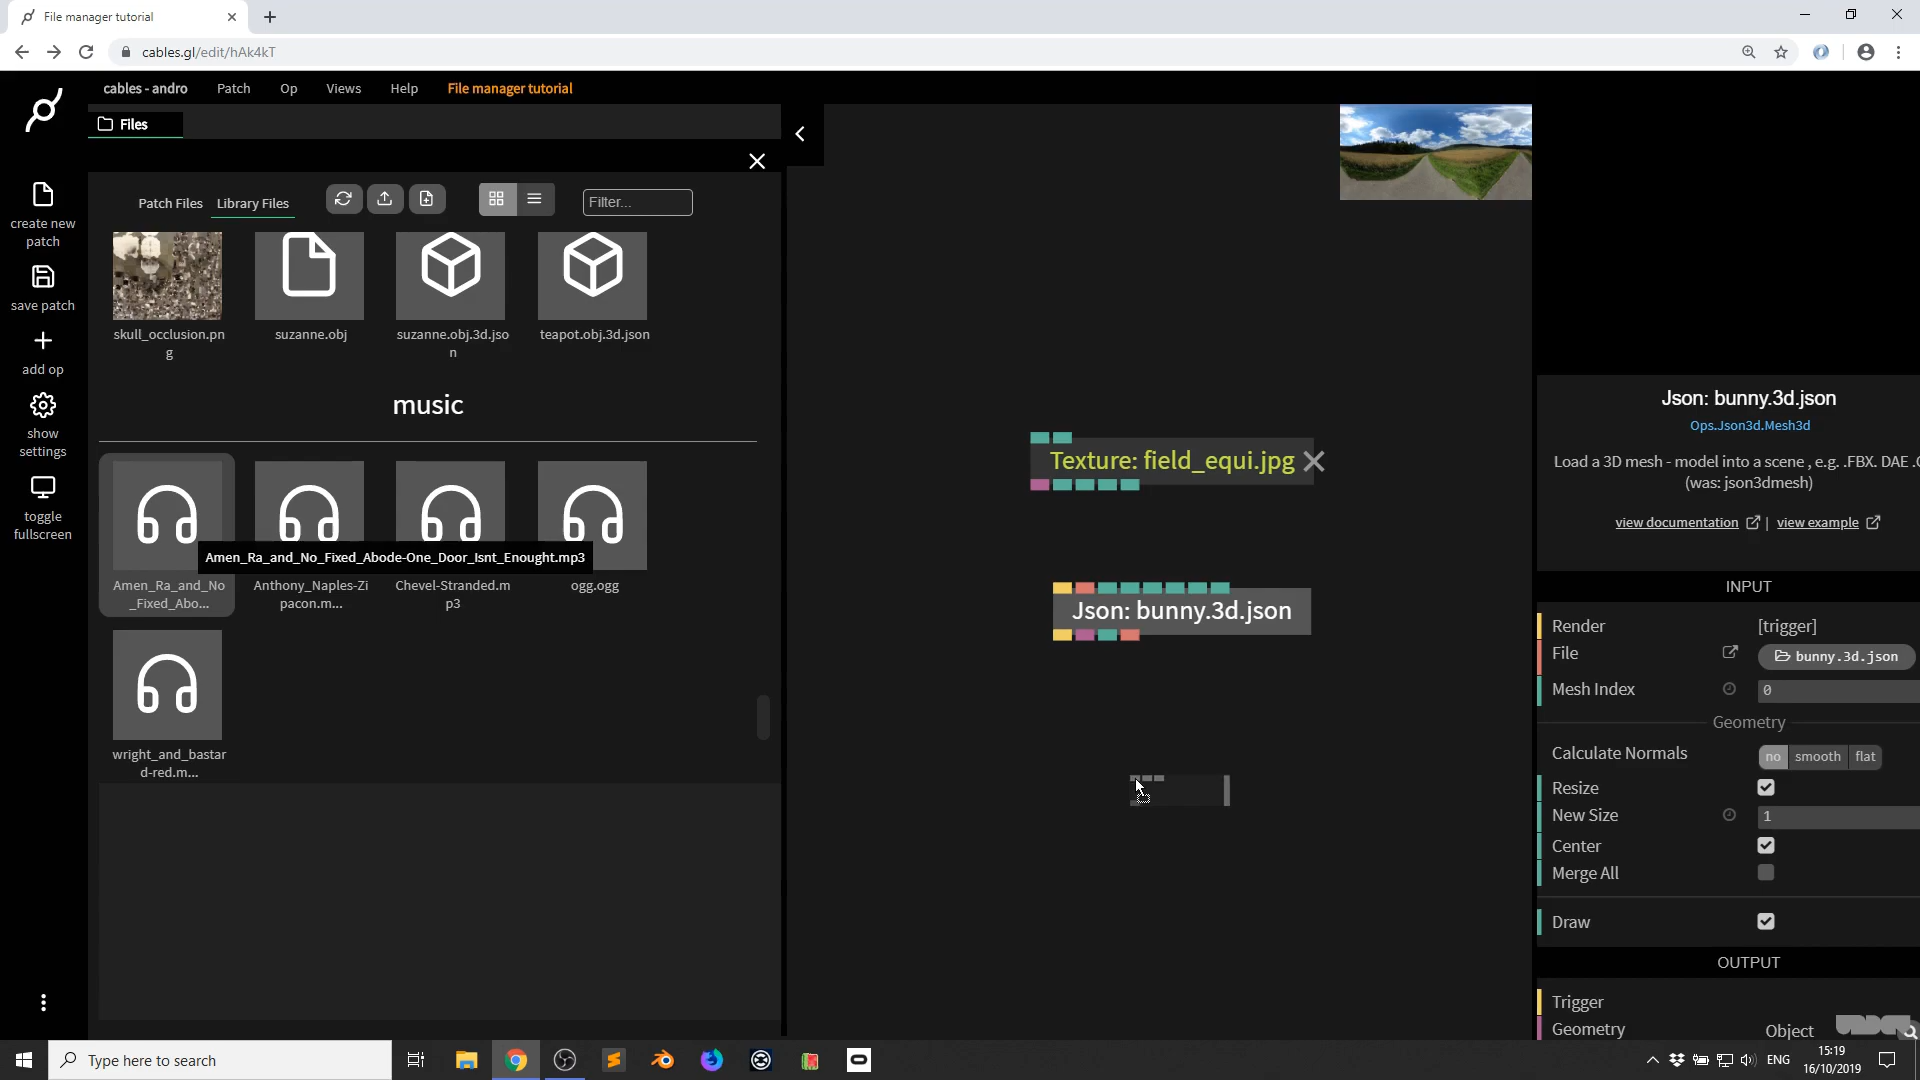 File manager tutorial
cables.gl/edit/hAk4kT
cables - andro
Patch
Op
Views
Help
File manager tutorial
Files
create new
patch
save patch
add op
show
settings
toggle
fullscreen
Patch Files
Library Files
Filter...
skull_occlusion.pn
g
suzanne.obj
suzanne.obj.3d.jso
n
teapot.obj.3d.json
music
Amen_Ra_and_No_Fixed_Abode-One_Door_Isnt_Enought.mp3
Amen_Ra_and_No
_Fixed_Abo...
Anthony_Naples-Zi
pacon.m...
Chevel-Stranded.m
p3
ogg.ogg
wright_and_bastar
d-red.m...
Texture: field_equi.jpg
Json: bunny.3d.json
Json: bunny.3d.json
Ops.Json3d.Mesh3d
Load a 3D mesh - model into a scene , e.g. .FBX. DAE .
(was: json3dmesh)
view documentation | view example
INPUT
Render [trigger]
File bunny.3d.json
Mesh Index 0
Geometry
Calculate Normals no smooth flat
Resize
New Size 1
Center
Merge All
Draw
OUTPUT
Trigger
Geometry Object
Type here to search
ENG
15:19
16/10/2019